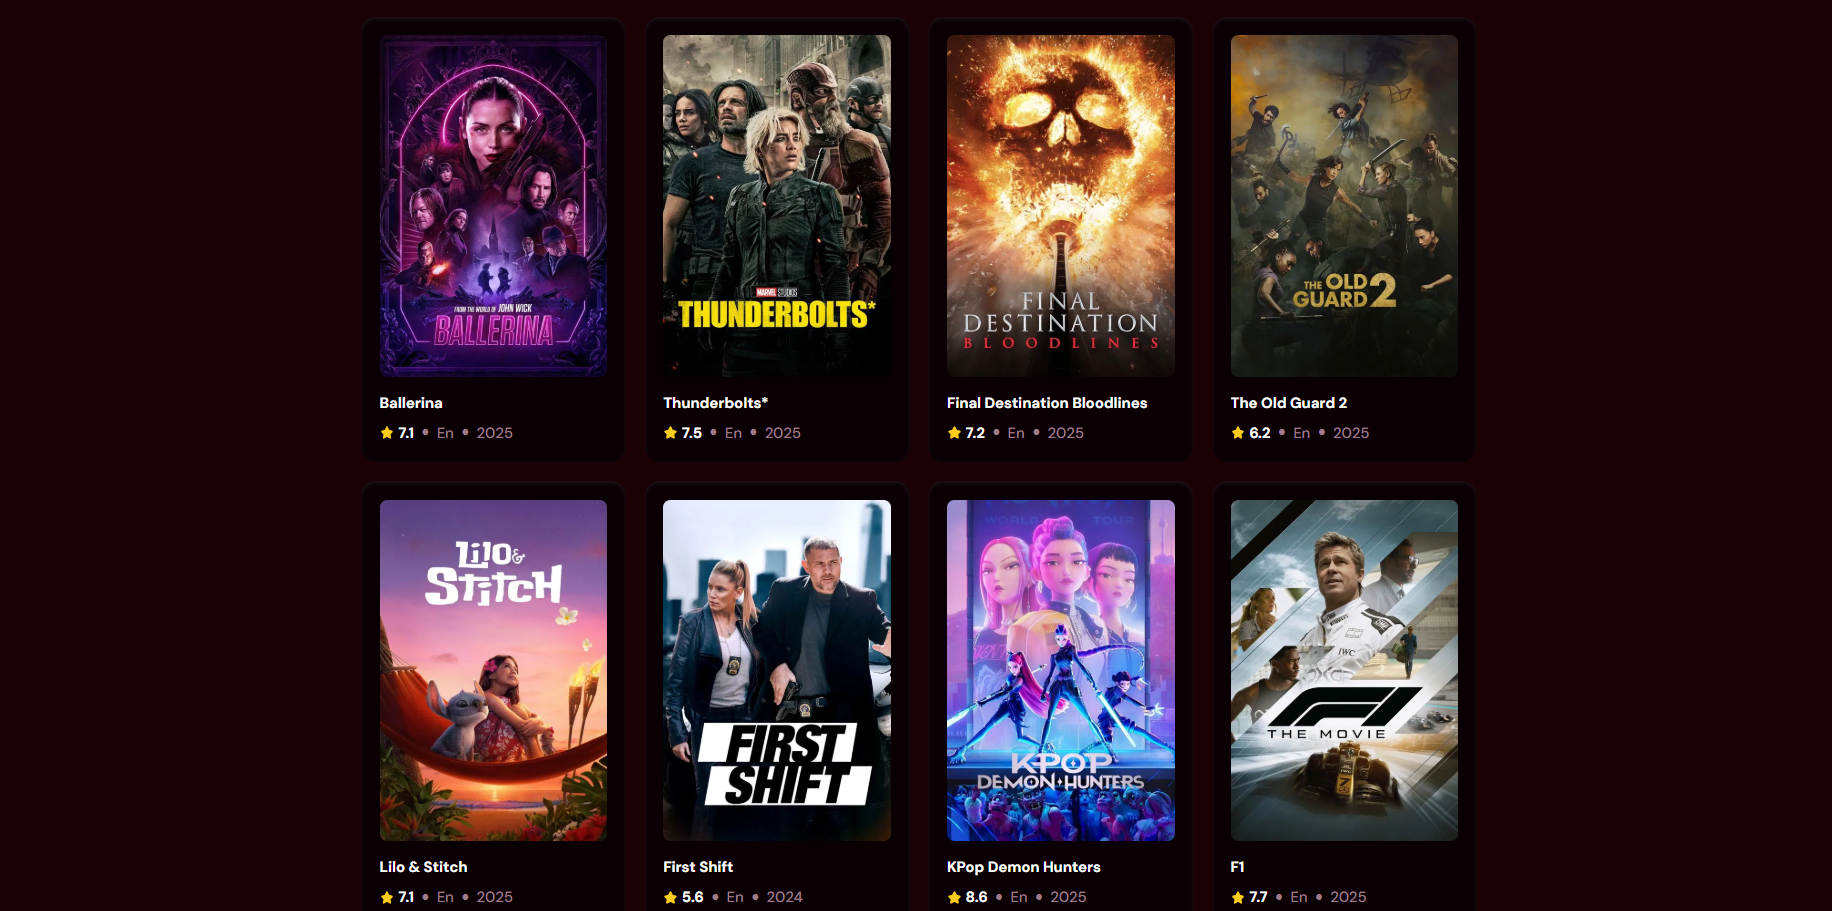 FROM THE WORLD OF JOHN WICK
BALLERINA
Ballerina
7.1 • En • 2025
MARVEL STUDIOS
THUNDERBOLTS*
Thunderbolts*
7.5 • En • 2025
FINAL
DESTINATION
BLOODLINES
Final Destination Bloodlines
7.2 • En • 2025
THE OLD
GUARD 2
The Old Guard 2
6.2 • En • 2025
Lilo &
Stitch
Lilo & Stitch
7.1 • En • 2025
FIRST
SHIFT
First Shift
5.6 • En • 2024
WORLD TOUR
KPOP
DEMON HUNTERS
KPop Demon Hunters
8.6 • En • 2025
IWC
F1
THE MOVIE
F1
7.7 • En • 2025